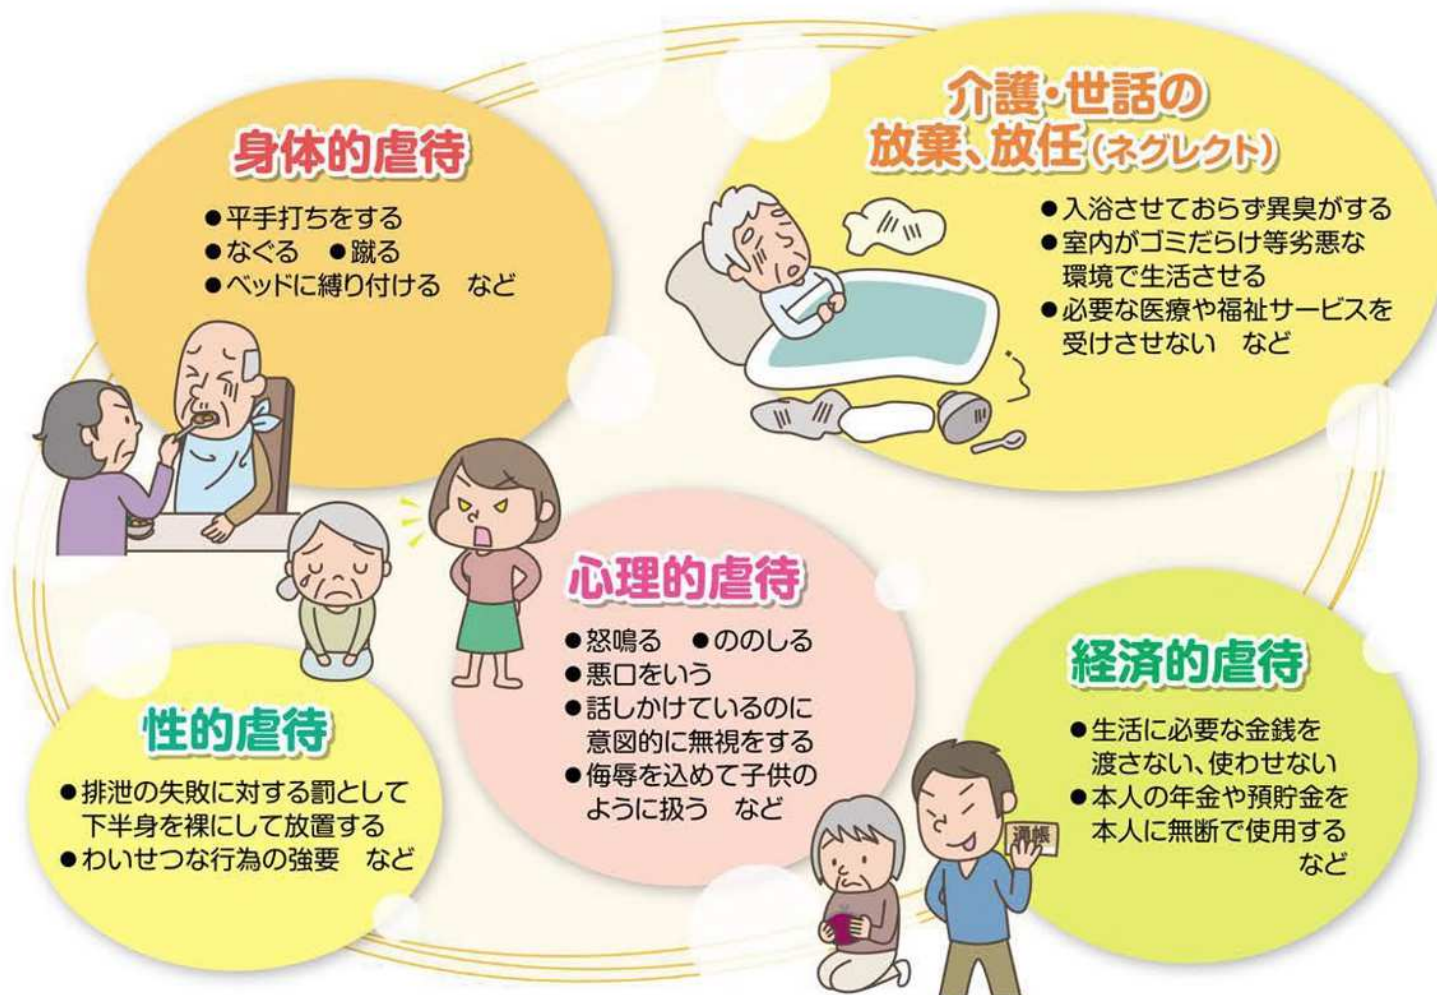 身体的虐待
●平手打ちをする
●なぐる　●蹴る
●ベッドに縛り付ける　など
介護・世話の
放棄、放任(ネグレクト)
●入浴させておらず異臭がする
●室内がゴミだらけ等劣悪な
環境で生活させる
●必要な医療や福祉サービスを
受けさせない　など
心理的虐待
●怒鳴る　●ののしる
●悪口をいう
●話しかけているのに
意図的に無視をする
●侮辱を込めて子供の
ように扱う　など
性的虐待
●排泄の失敗に対する罰として
下半身を裸にして放置する
●わいせつな行為の強要　など
経済的虐待
●生活に必要な金銭を
渡さない、使わせない
●本人の年金や預貯金を
本人に無断で使用する
など
通帳